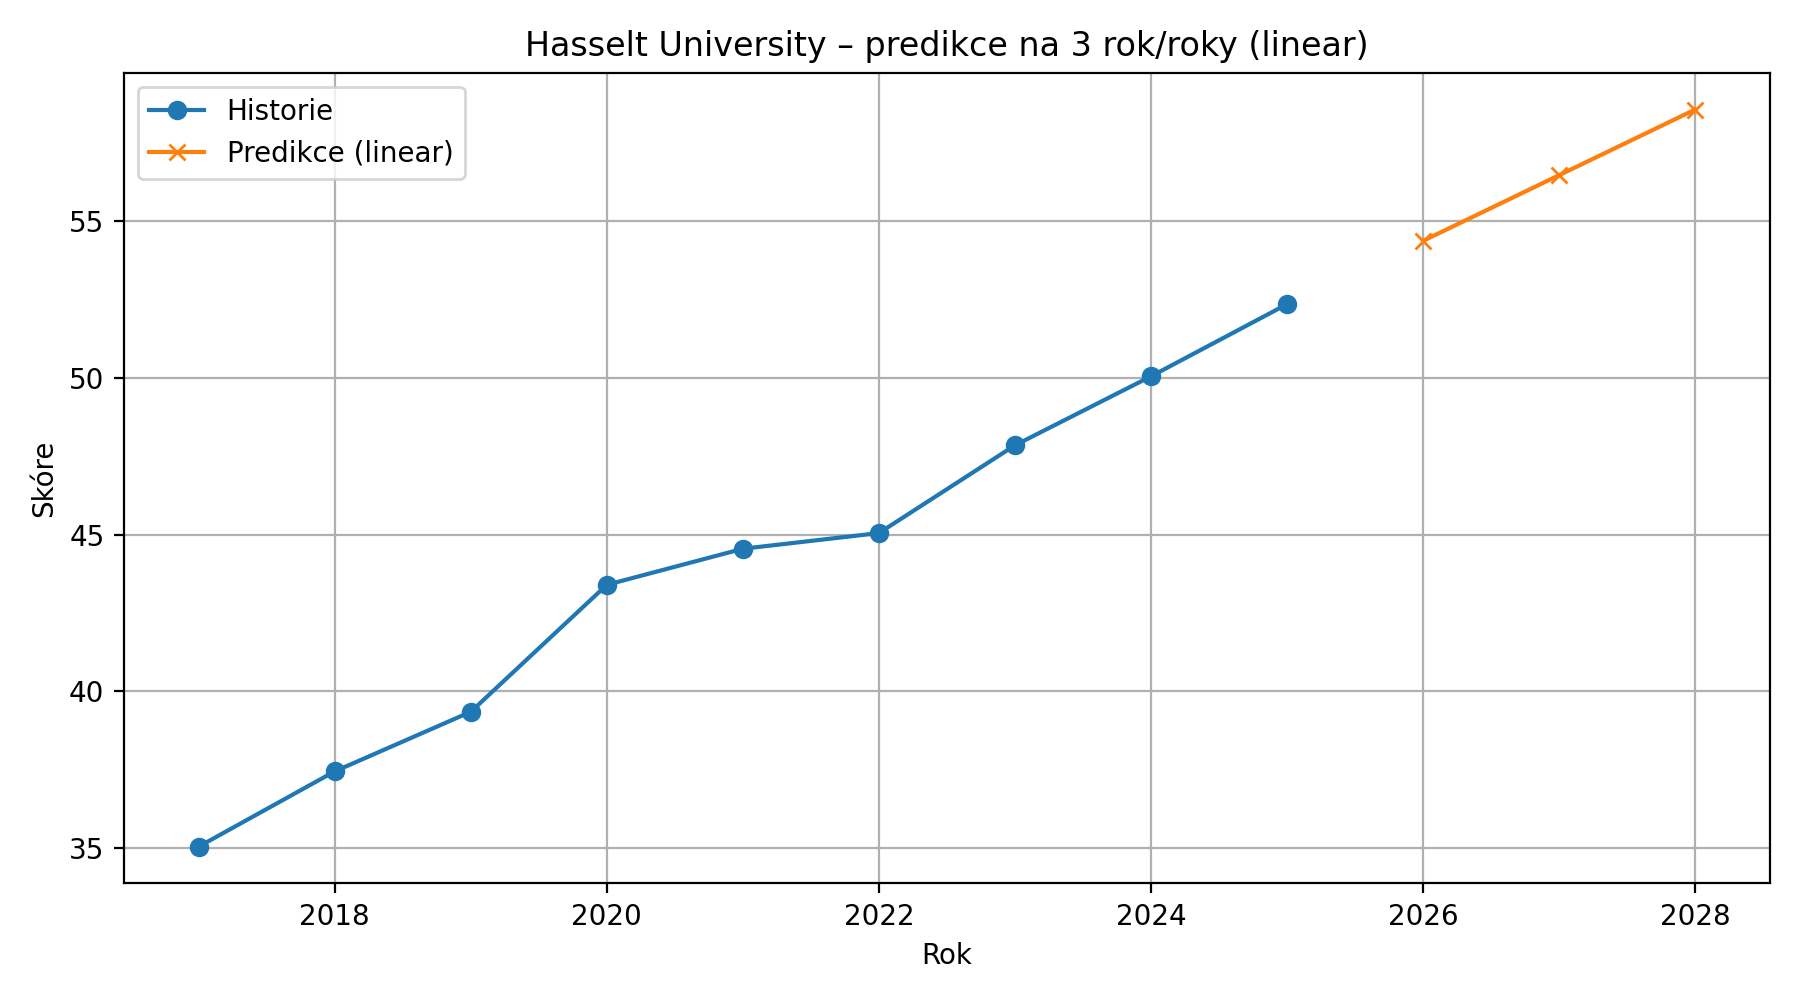 Hasselt University – predikce na 3 rok/roky (linear)
Historie
Predikce (linear)
Skóre
55
50
45
40
35
2018 2020 2022 2024 2026 2028
Rok